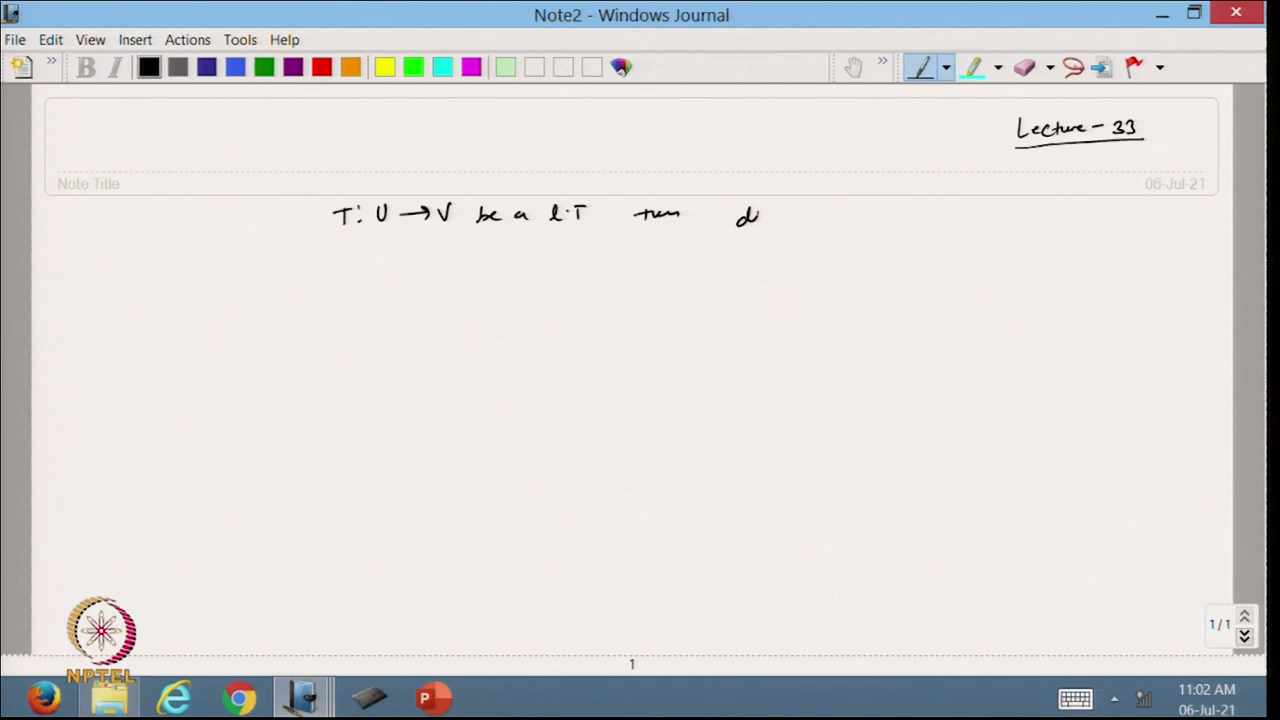 Note2 - Windows Journal
File Edit View Insert Actions Tools Help
B I
Lecture - 33
Note Title
06-Jul-21
T: U → V be a l.T then d
1 / 1
NPTEL
1
11:02 AM
06-Jul-21